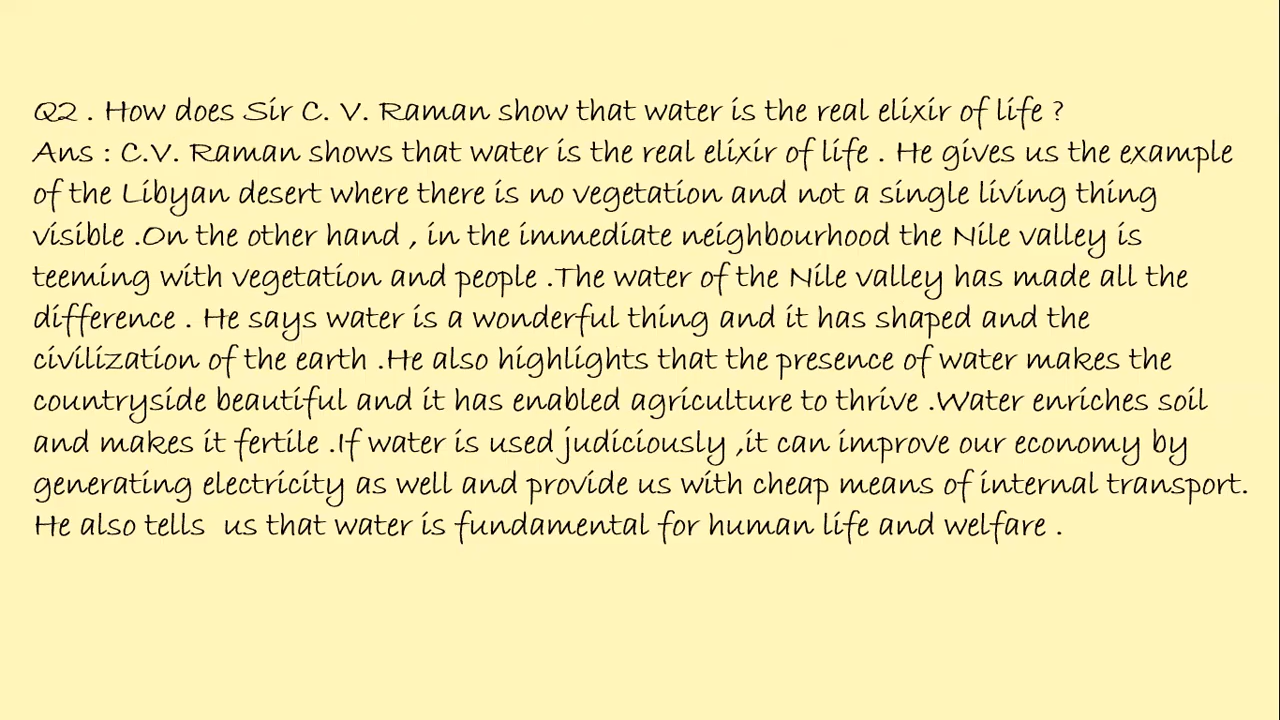 Q2 . How does Sir C. V. Raman show that water is the real elixir of life ?
Ans : C.V. Raman shows that water is the real elixir of life . He gives us the example
of the Libyan desert where there is no vegetation and not a single living thing
visible .On the other hand , in the immediate neighbourhood the Nile valley is
teeming with vegetation and people .The water of the Nile valley has made all the
difference . He says water is a wonderful thing and it has shaped and the
civilization of the earth .He also highlights that the presence of water makes the
countryside beautiful and it has enabled agriculture to thrive .Water enriches soil
and makes it fertile .If water is used judiciously ,it can improve our economy by
generating electricity as well and provide us with cheap means of internal transport.
He also tells  us that water is fundamental for human life and welfare .